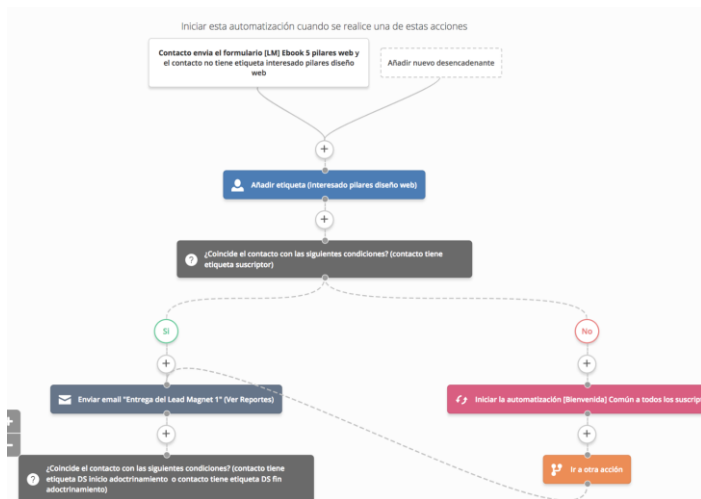 Iniciar esta automatización cuando se realice una de estas acciones
Contacto envía el formulario [LM] Ebook 5 pilares web y
el contacto no tiene etiqueta interesado pilares diseño
web
Añadir nuevo desencadenante
Añadir etiqueta (interesado pilares diseño web)
¿Coincide el contacto con las siguientes condiciones? (contacto tiene
etiqueta suscriptor)
Sí
No
Enviar email "Entrega del Lead Magnet 1" (Ver Reportes)
Iniciar la automatización [Bienvenida] Común a todos los suscript
¿Coincide el contacto con las siguientes condiciones? (contacto tiene
etiqueta DS inicio adoctrinamiento o contacto tiene etiqueta DS fin
adoctrinamiento)
Ir a otra acción